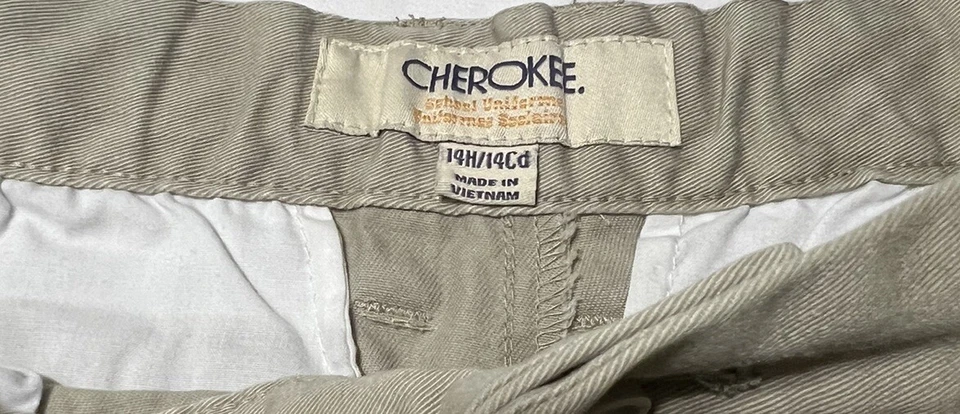 CHEROKEE.
School Uniforms
Uniformes Escolares
14H/14Cd
MADE IN
VIETNAM